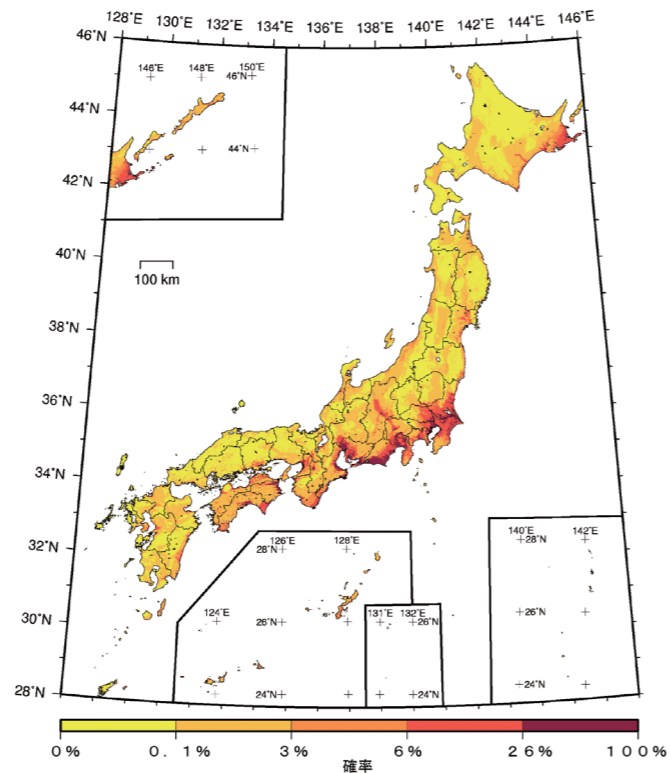 128°E 130°E 132°E 134°E 136°E 138°E 140°E 142°E 144°E 146°E
46°N
146°E 148°E 150°E
46°N
44°N
44°N
42°N
40°N
100 km
38°N
36°N
34°N
32°N
126°E 128°E
28°N
140°E 142°E
28°N
30°N
124°E
26°N
131°E 132°E
26°N
26°N
28°N
24°N
24°N
24°N
0% 0.1% 3% 6% 26% 100%
確率